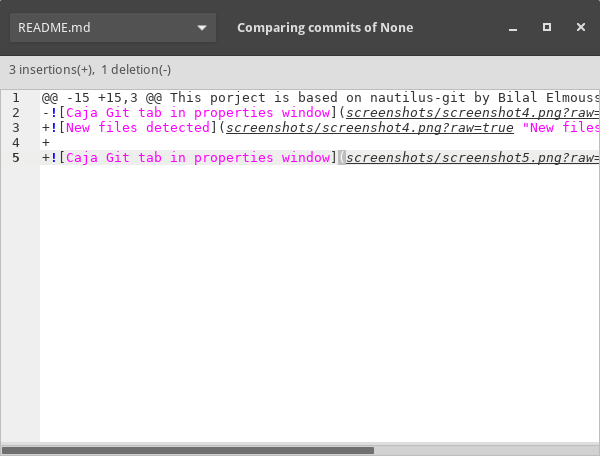 README.md
Comparing commits of None
3 insertions(+), 1 deletion(-)
1 @@ -15 +15,3 @@ This porject is based on nautilus-git by Bilal Elmouss
2 -![Caja Git tab in properties window](screenshots/screenshot4.png?raw=
3 +![New files detected](screenshots/screenshot4.png?raw=true "New files
4 +
5 +![Caja Git tab in properties window](screenshots/screenshot5.png?raw=